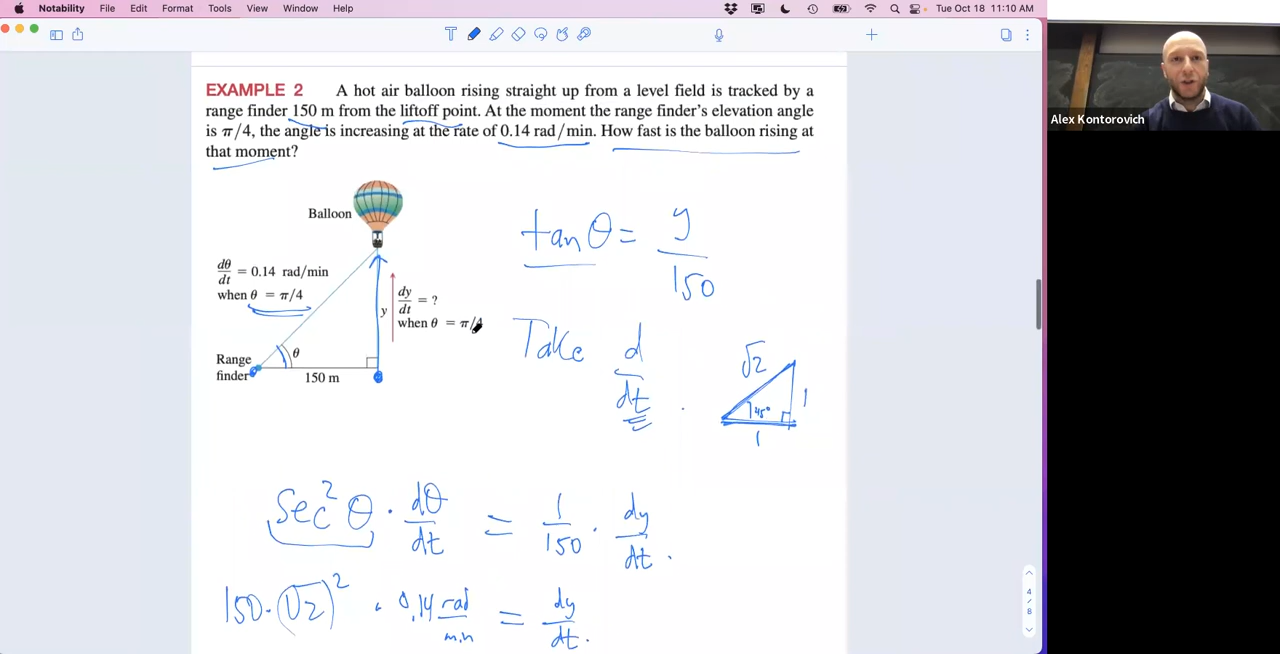 Notability File Edit Format Tools View Window Help Tue Oct 18 11:10 AM
EXAMPLE 2 A hot air balloon rising straight up from a level field is tracked by a
range finder 150 m from the liftoff point. At the moment the range finder's elevation angle
is π/4, the angle is increasing at the rate of 0.14 rad/min. How fast is the balloon rising at
that moment?
Alex Kontorovich
Balloon
dθ/dt = 0.14 rad/min
when θ = π/4
dy/dt = ?
when θ = π/4
y
θ
Range
finder
150 m
tan θ = y/150
Take d/dt .
√2
45°
1
1
sec² θ · dθ/dt = 1/150 · dy/dt .
150 · (√2)² · 0.14 rad/min = dy/dt .
4
/
8